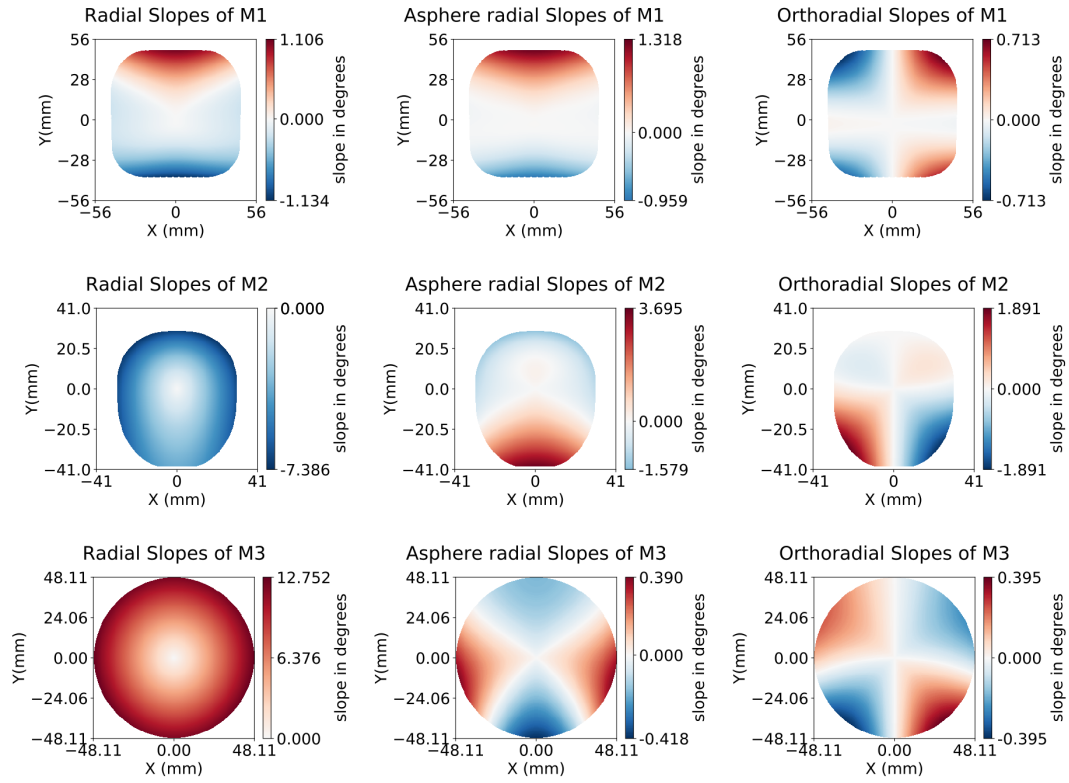 Radial Slopes of M1
56
28
0
−28
−56
−56
0
56
Y(mm)
X (mm)
1.106
0.000
-1.134
slope in degrees
Asphere radial Slopes of M1
56
28
0
−28
−56
−56
0
56
Y(mm)
X (mm)
1.318
0.000
-0.959
slope in degrees
Orthoradial Slopes of M1
56
28
0
−28
−56
−56
0
56
Y(mm)
X (mm)
0.713
0.000
-0.713
slope in degrees
Radial Slopes of M2
41.0
20.5
0.0
−20.5
−41.0
−41
0
41
Y(mm)
X (mm)
0.000
0.000
-7.386
slope in degrees
Asphere radial Slopes of M2
41.0
20.5
0.0
−20.5
−41.0
−41
0
41
Y(mm)
X (mm)
3.695
0.000
-1.579
slope in degrees
Orthoradial Slopes of M2
41.0
20.5
0.0
−20.5
−41.0
−41
0
41
Y(mm)
X (mm)
1.891
0.000
-1.891
slope in degrees
Radial Slopes of M3
48.11
24.06
0.00
−24.06
−48.11
−48.11
0.00
48.11
Y(mm)
X (mm)
12.752
6.376
0.000
slope in degrees
Asphere radial Slopes of M3
48.11
24.06
0.00
−24.06
−48.11
−48.11
0.00
48.11
Y(mm)
X (mm)
0.390
0.000
-0.418
slope in degrees
Orthoradial Slopes of M3
48.11
24.06
0.00
−24.06
−48.11
−48.11
0.00
48.11
Y(mm)
X (mm)
0.395
0.000
-0.395
slope in degrees